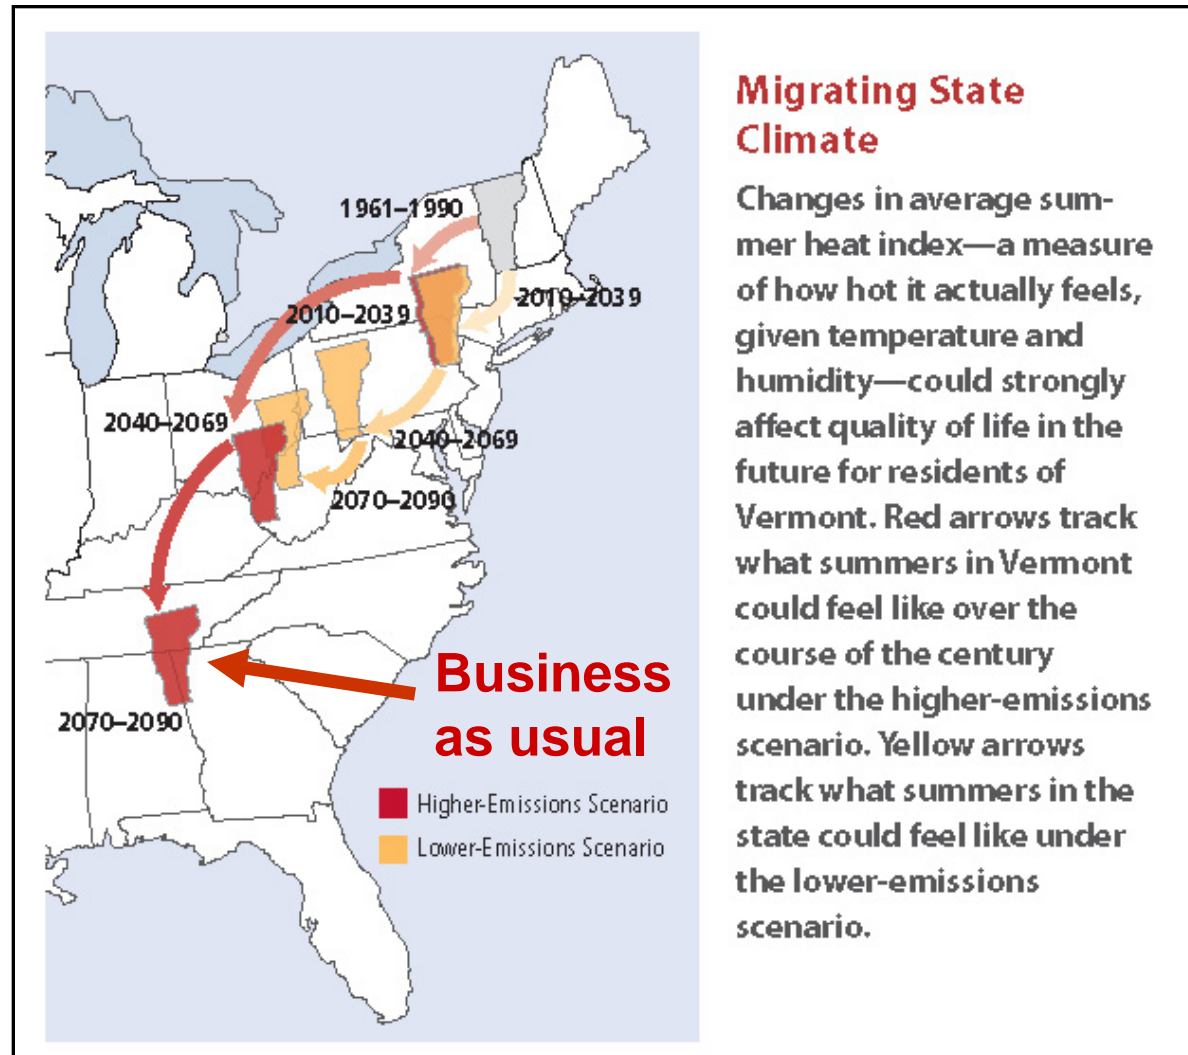 1961–1990
2010–2039
2010–2039
2040–2069
2040–2069
2070–2090
2070–2090
Business
as usual
Higher-Emissions Scenario
Lower-Emissions Scenario
Migrating State
Climate
Changes in average sum-
mer heat index—a measure
of how hot it actually feels,
given temperature and
humidity—could strongly
affect quality of life in the
future for residents of
Vermont. Red arrows track
what summers in Vermont
could feel like over the
course of the century
under the higher-emissions
scenario. Yellow arrows
track what summers in the
state could feel like under
the lower-emissions
scenario.